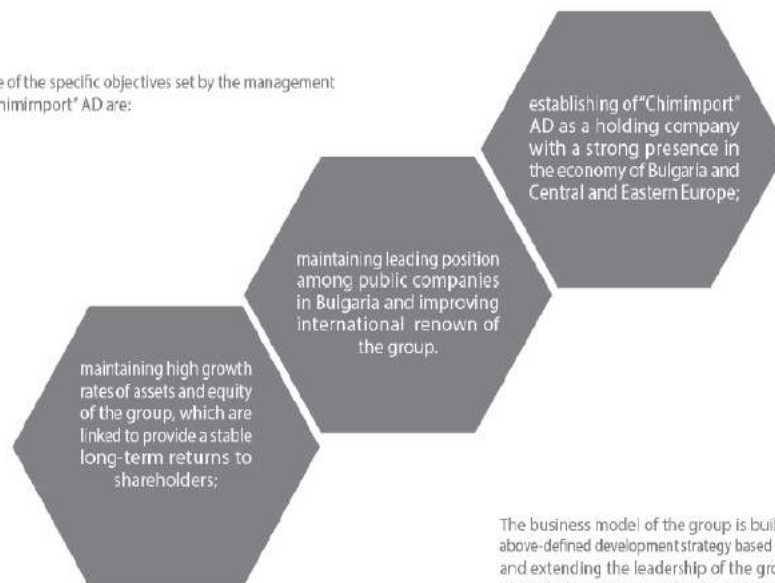 e of the specific objectives set by the management
himimport" AD are:
establishing of "Chimimport"
AD as a holding company
with a strong presence in
the economy of Bulgaria and
Central and Eastern Europe;
maintaining leading position
among public companies
in Bulgaria and improving
international renown of
the group.
maintaining high growth
rates of assets and equity
of the group, which are
linked to provide a stable
long-term returns to
shareholders;
The business model of the group is buil
above-defined development strategy based
and extending the leadership of the gro